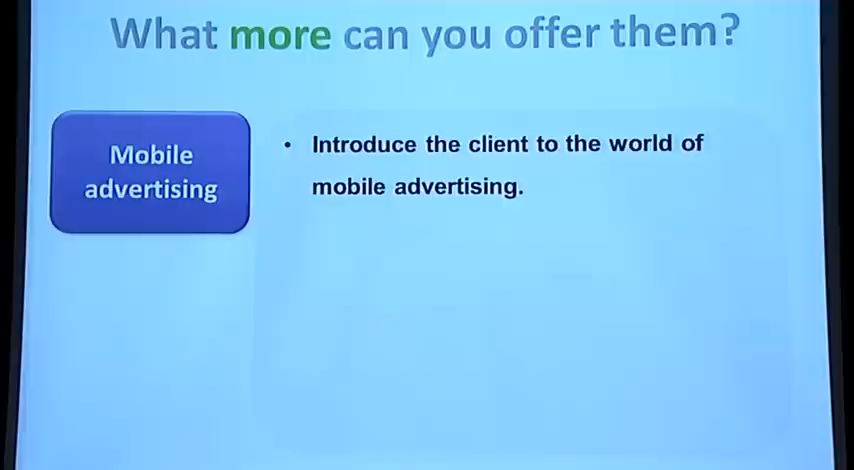 What more can you offer them?
Mobile
advertising
• Introduce the client to the world of
mobile advertising.